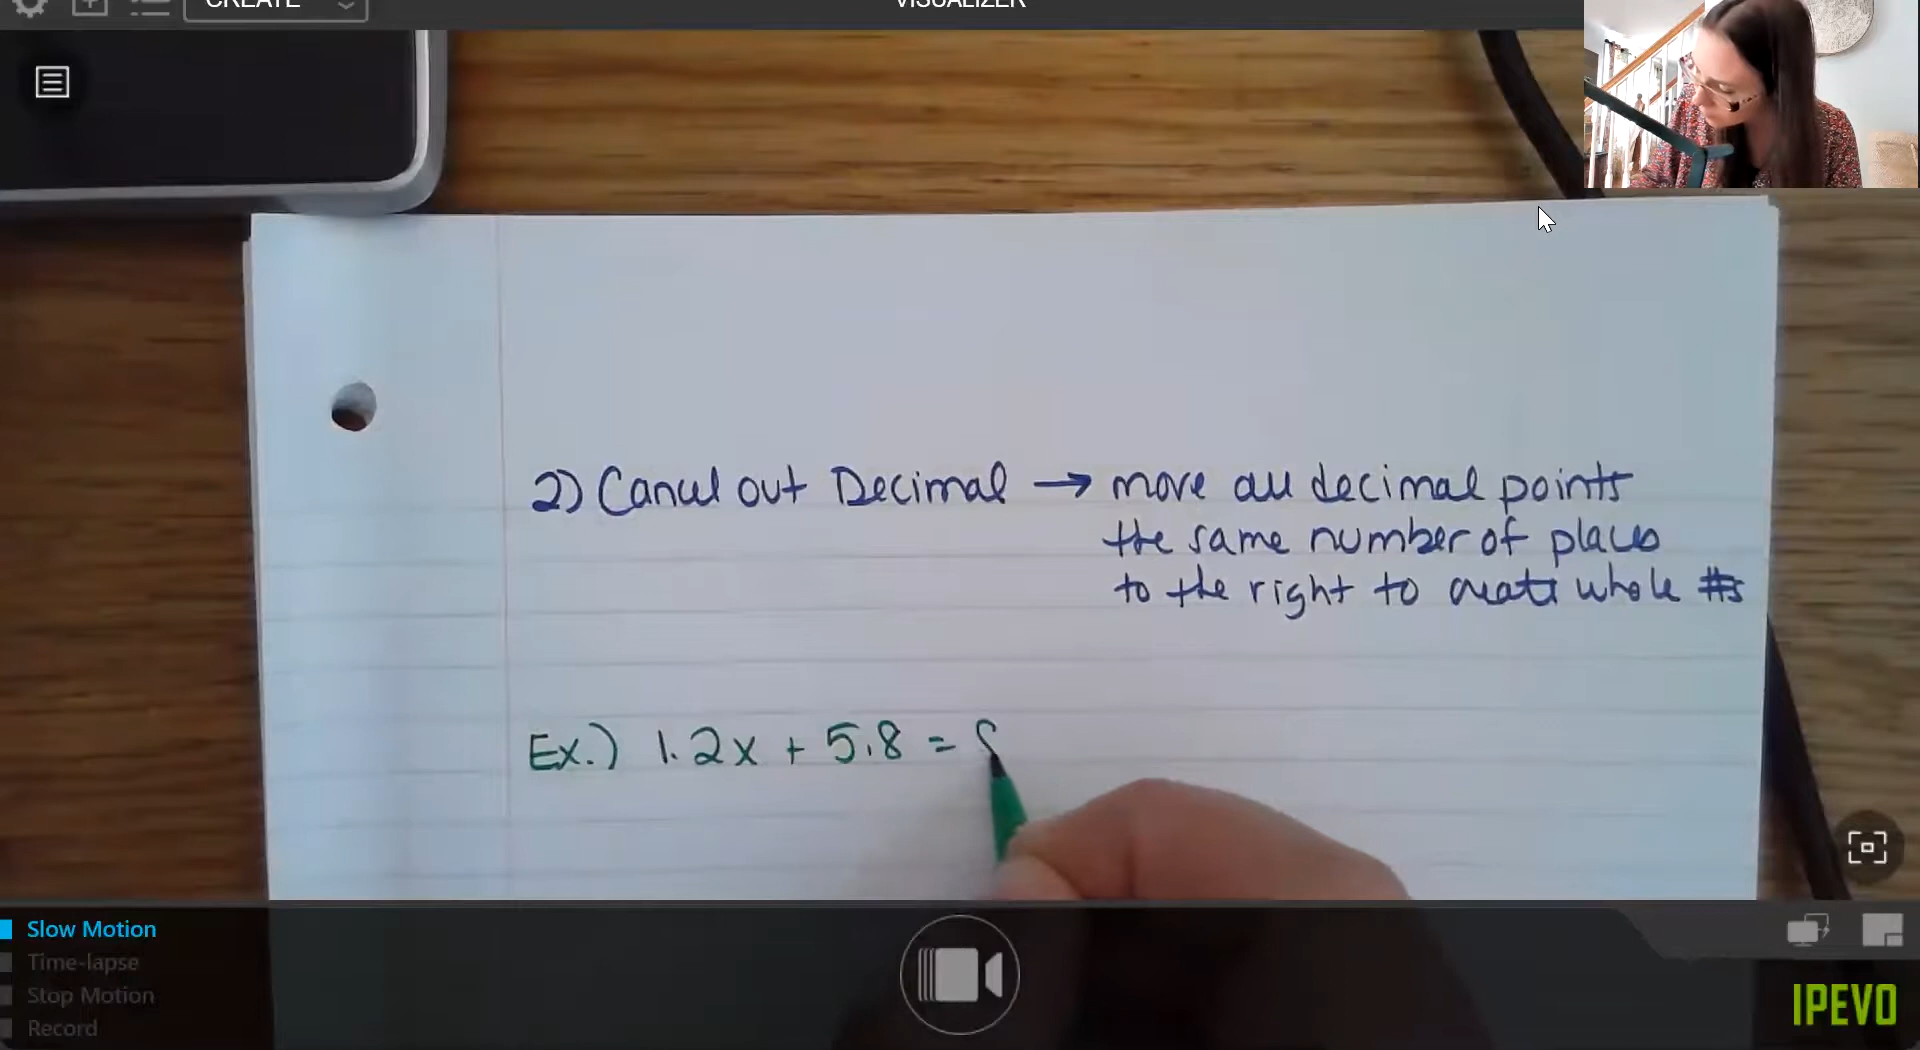 CREATE
VISUALIZER
2) Cancel out Decimal → move all decimal points
the same number of places
to the right to create whole #s
Ex.) 1.2x + 5.8 =
Slow Motion
Time-lapse
Stop Motion
Record
IPEVO